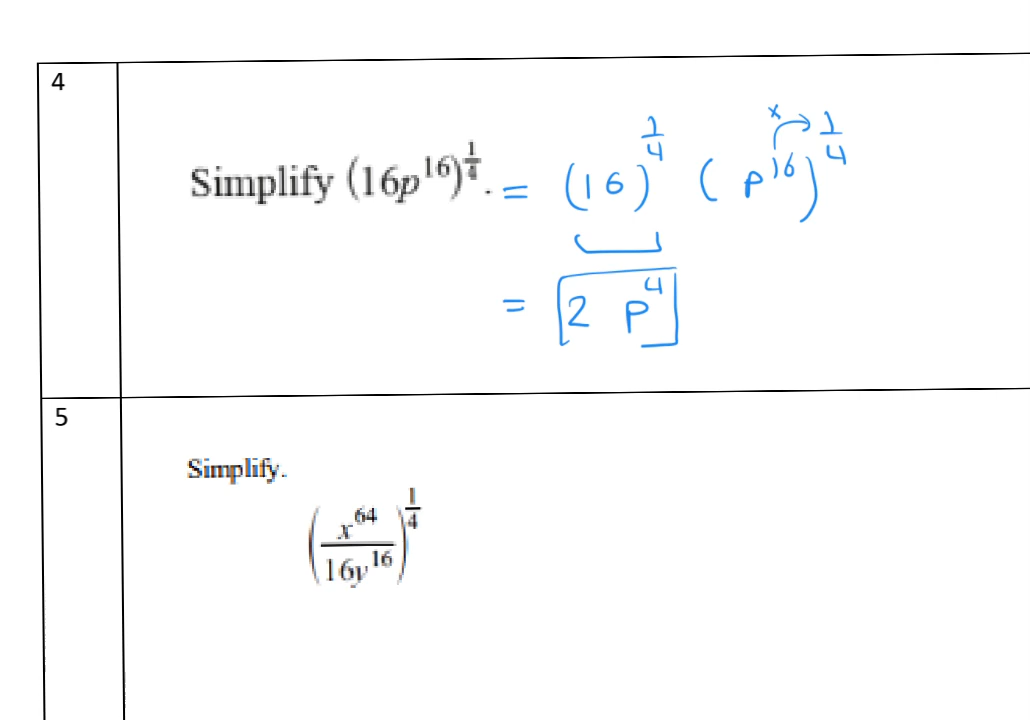 4
Simplify (16p^16)^1/4. = (16)^1/4 (p^16)^1/4
x
= 2 p^4
5
Simplify.
(x^64/16y^16)^1/4